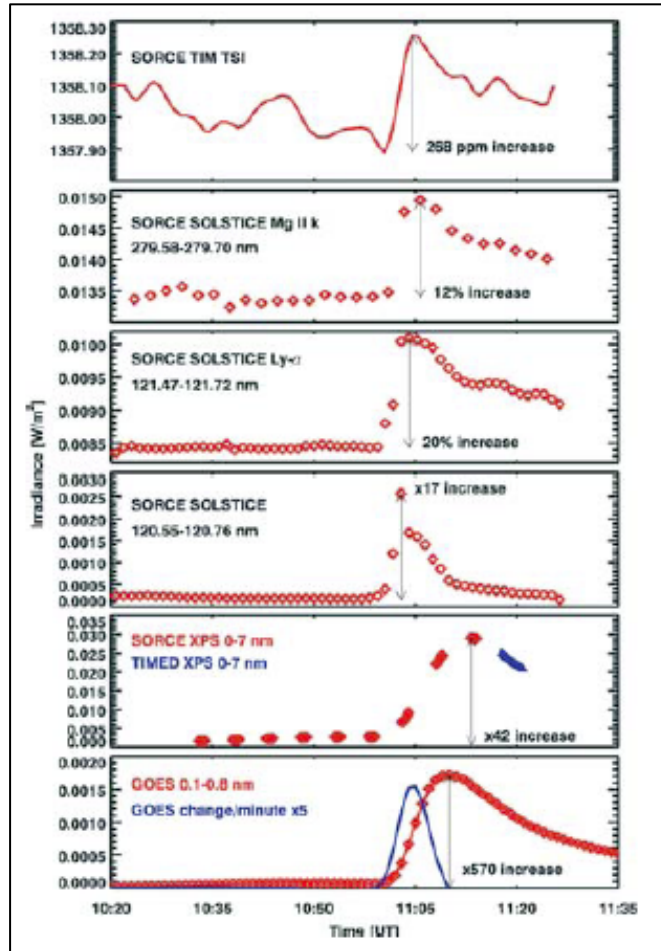 1358.30
1358.10
1358.00
1357.90
SORCE TIM TSI
268 ppm increase
0.0150
0.0145
0.0140
0.0135
SORCE SOLSTICE Mg II k
279.58-279.70 nm
12% increase
0.0100
0.0095
0.0090
0.0085
SORCE SOLSTICE Ly-α
121.47-121.72 nm
20% increase
Irradiance [W/m²]
0.0030
0.0025
0.0020
0.0015
0.0010
0.0005
0.0000
SORCE SOLSTICE
120.55-120.76 nm
x17 increase
0.030
0.025
0.020
0.015
0.010
0.005
0.000
SORCE XPS 0-7 nm
TIMED XPS 0-7 nm
x42 increase
0.0020
0.0015
0.0010
0.0005
0.0000
GOES 0.1-0.8 nm
GOES change/minute x5
x570 increase
10:20 10:35 10:50 11:05 11:20 11:35
Time [UT]